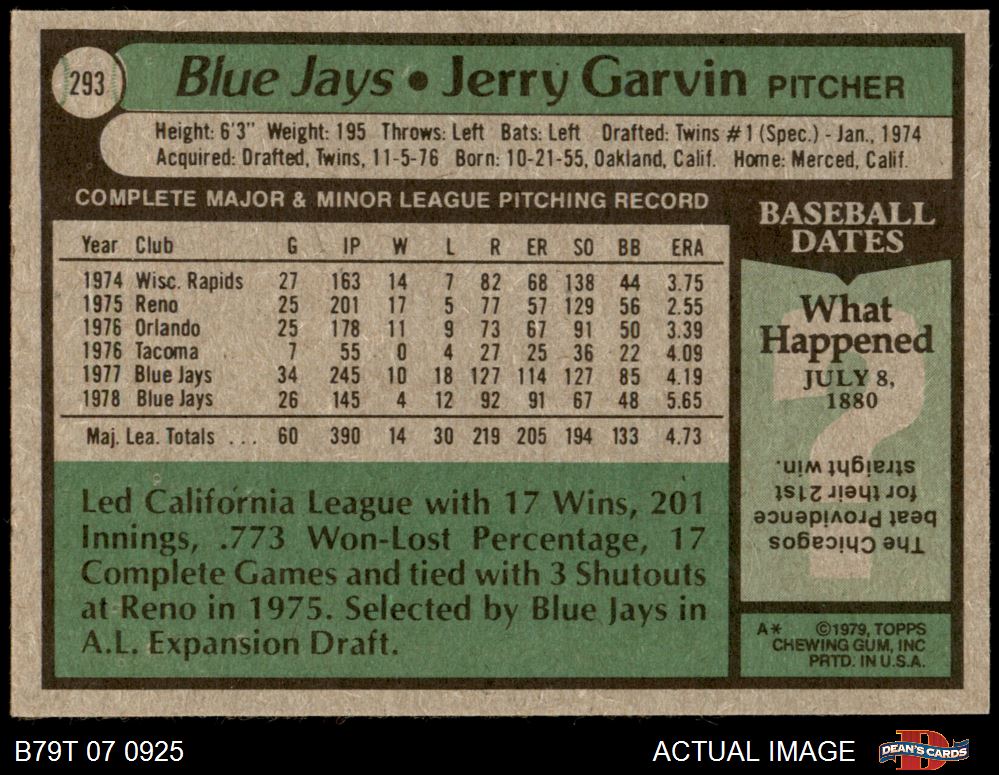 293
Blue Jays • Jerry Garvin PITCHER
Height: 6'3" Weight: 195 Throws: Left Bats: Left Drafted: Twins #1 (Spec.) - Jan., 1974
Acquired: Drafted, Twins, 11-5-76 Born: 10-21-55, Oakland, Calif. Home: Merced, Calif.
COMPLETE MAJOR & MINOR LEAGUE PITCHING RECORD
Year Club G IP W L R ER SO BB ERA
1974 Wisc. Rapids 27 163 14 7 82 68 138 44 3.75
1975 Reno 25 201 17 5 77 57 129 56 2.55
1976 Orlando 25 178 11 9 73 67 91 50 3.39
1976 Tacoma 7 55 0 4 27 25 36 22 4.09
1977 Blue Jays 34 245 10 18 127 114 127 85 4.19
1978 Blue Jays 26 145 4 12 92 91 67 48 5.65
Maj. Lea. Totals ... 60 390 14 30 219 205 194 133 4.73
Led California League with 17 Wins, 201
Innings, .773 Won-Lost Percentage, 17
Complete Games and tied with 3 Shutouts
at Reno in 1975. Selected by Blue Jays in
A.L. Expansion Draft.
BASEBALL
DATES
?
What
Happened
JULY 8,
1880
The Chicagos
beat Providence
for their 21st
straight win.
A* ©1979, TOPPS
CHEWING GUM, INC
PRTD. IN U.S.A.
B79T 07 0925
ACTUAL IMAGE
D
DEAN'S CARDS